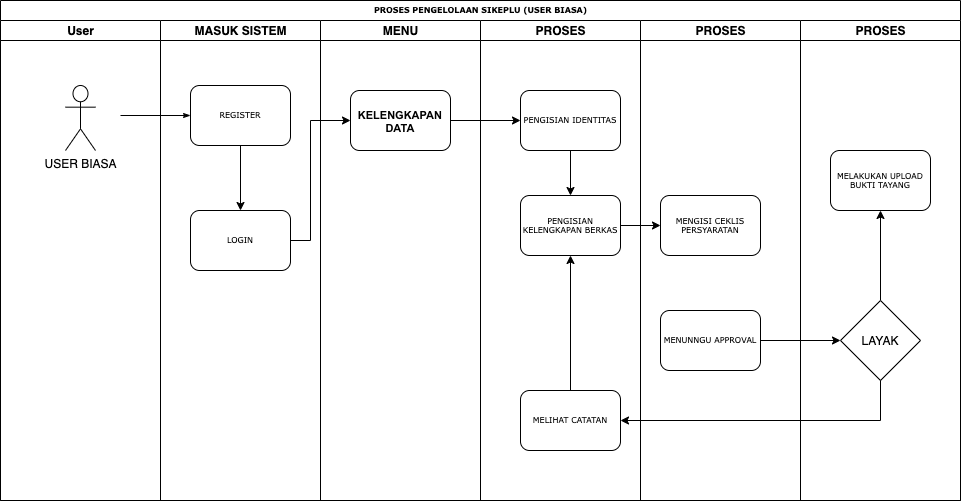 PROSES PENGELOLAAN SIKEPLU (USER BIASA)
User
MASUK SISTEM
MENU
PROSES
PROSES
PROSES
USER BIASA
REGISTER
LOGIN
KELENGKAPAN
DATA
PENGISIAN IDENTITAS
PENGISIAN
KELENGKAPAN BERKAS
MELIHAT CATATAN
MENGISI CEKLIS
PERSYARATAN
MENUNNGU APPROVAL
MELAKUKAN UPLOAD
BUKTI TAYANG
LAYAK